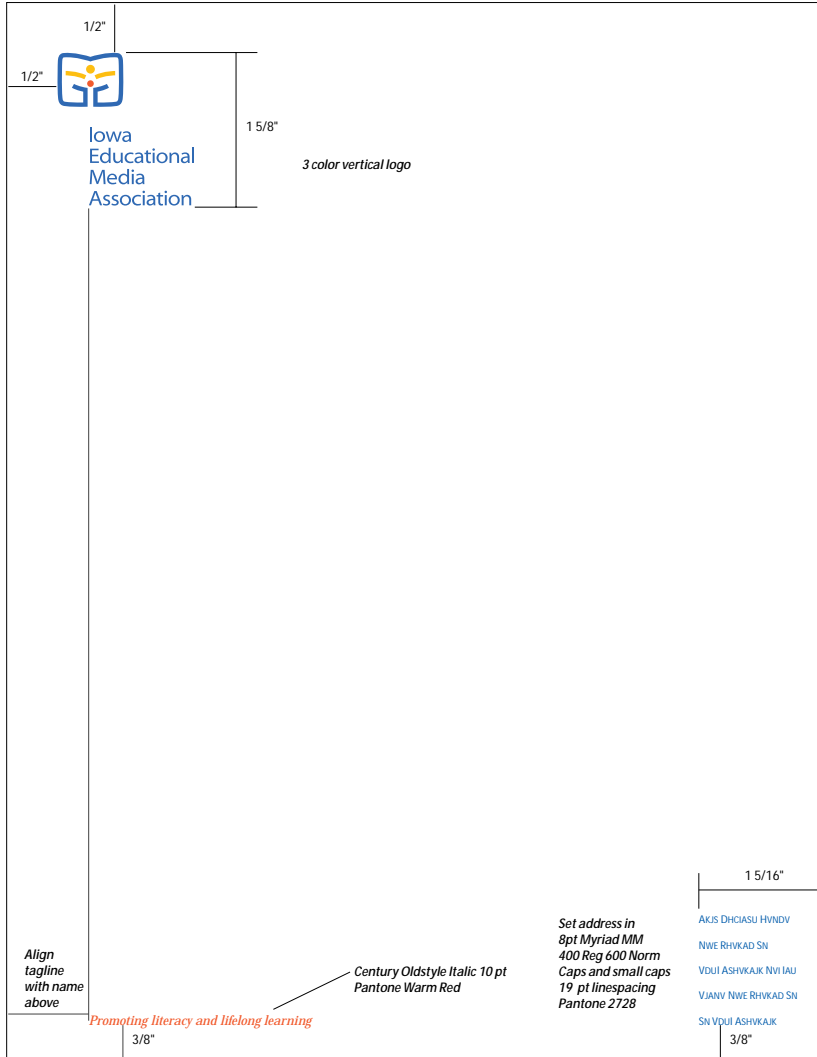 1/2"
1/2"
1 5/8"
Iowa
Educational
Media
Association
3 color vertical logo
1 5/16"
Set address in
8pt Myriad MM
400 Reg 600 Norm
Caps and small caps
19 pt linespacing
Pantone 2728
AKJS DHCIASU HVNDV
NWE RHVKAD SN
VDUI ASHVKAJK NVI IAU
VJANV NWE RHVKAD SN
SN VDUI ASHVKAJK
Align
tagline
with name
above
Century Oldstyle Italic 10 pt
Pantone Warm Red
Promoting literacy and lifelong learning
3/8"
3/8"